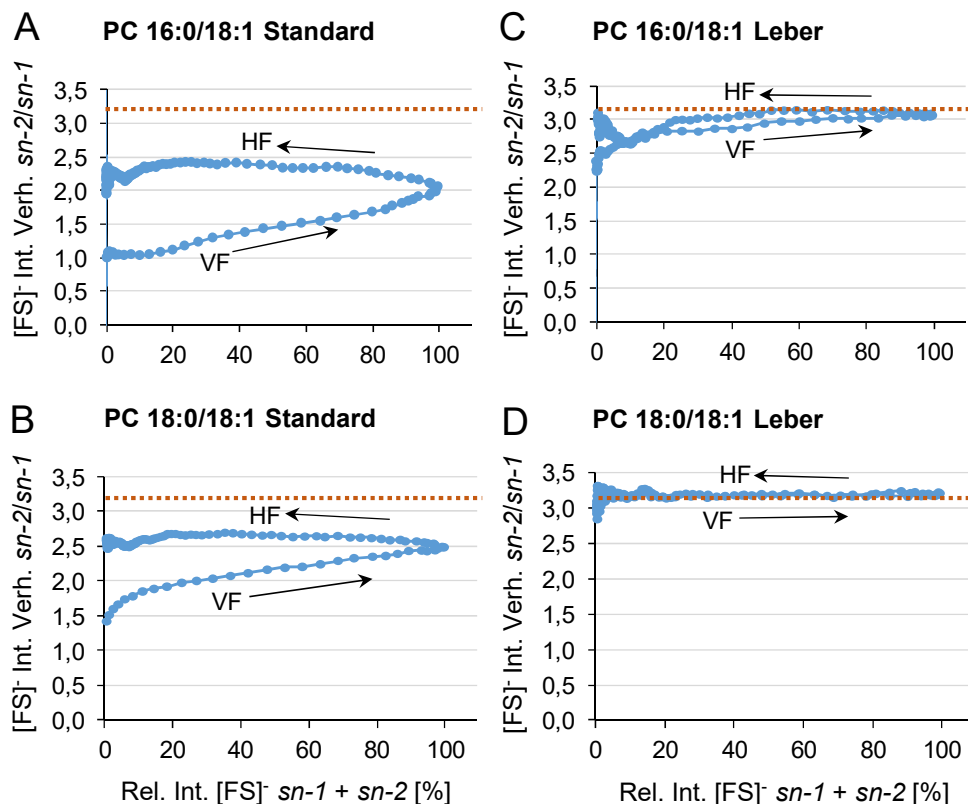 A PC 16:0/18:1 Standard
[FS]⁻ Int. Verh. sn-2/sn-1
3,5
3,0
2,5
2,0
1,5
1,0
0,5
0,0
HF
VF
0 20 40 60 80 100
C PC 16:0/18:1 Leber
[FS]⁻ Int. Verh. sn-2/sn-1
3,5
3,0
2,5
2,0
1,5
1,0
0,5
0,0
HF
VF
0 20 40 60 80 100
B PC 18:0/18:1 Standard
[FS]⁻ Int. Verh. sn-2/sn-1
3,5
3,0
2,5
2,0
1,5
1,0
0,5
0,0
HF
VF
0 20 40 60 80 100
Rel. Int. [FS]⁻ sn-1 + sn-2 [%]
D PC 18:0/18:1 Leber
[FS]⁻ Int. Verh. sn-2/sn-1
3,5
3,0
2,5
2,0
1,5
1,0
0,5
0,0
HF
VF
0 20 40 60 80 100
Rel. Int. [FS]⁻ sn-1 + sn-2 [%]